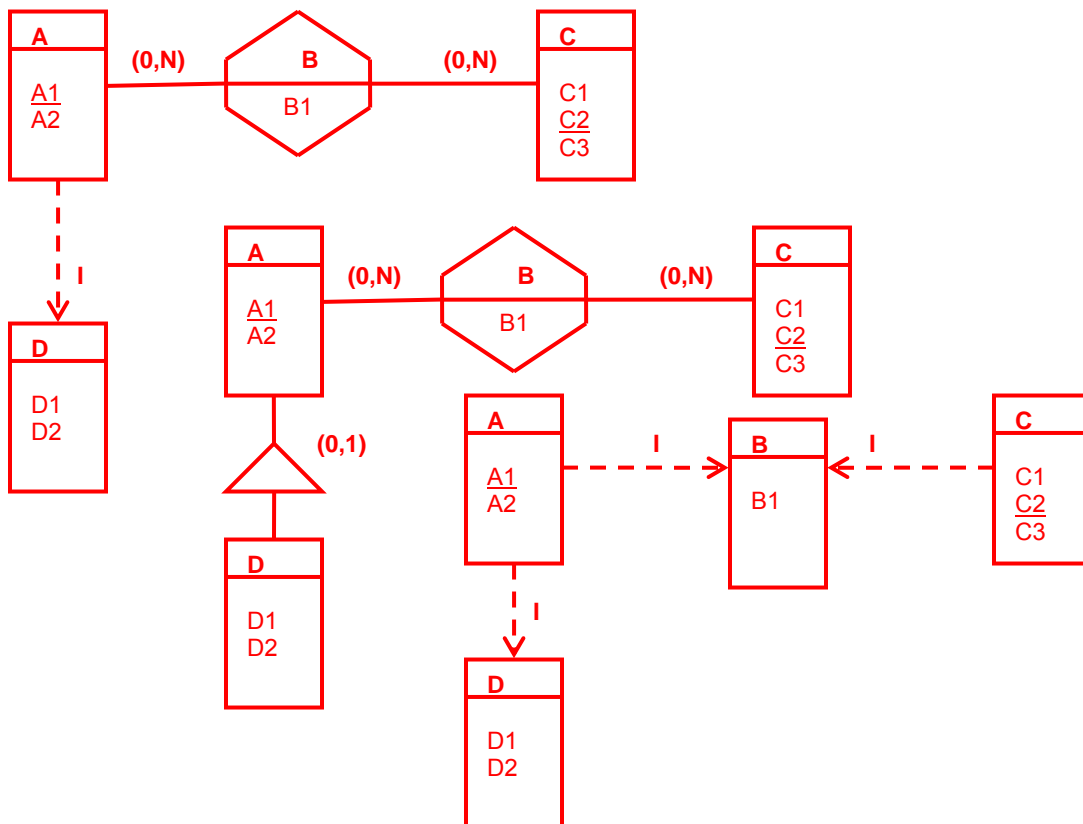 A
A1
A2
(0,N)
B
B1
(0,N)
C
C1
C2
C3
I
D
D1
D2
A
A1
A2
(0,N)
B
B1
(0,N)
C
C1
C2
C3
(0,1)
D
D1
D2
A
A1
A2
I
B
B1
I
C
C1
C2
C3
I
D
D1
D2